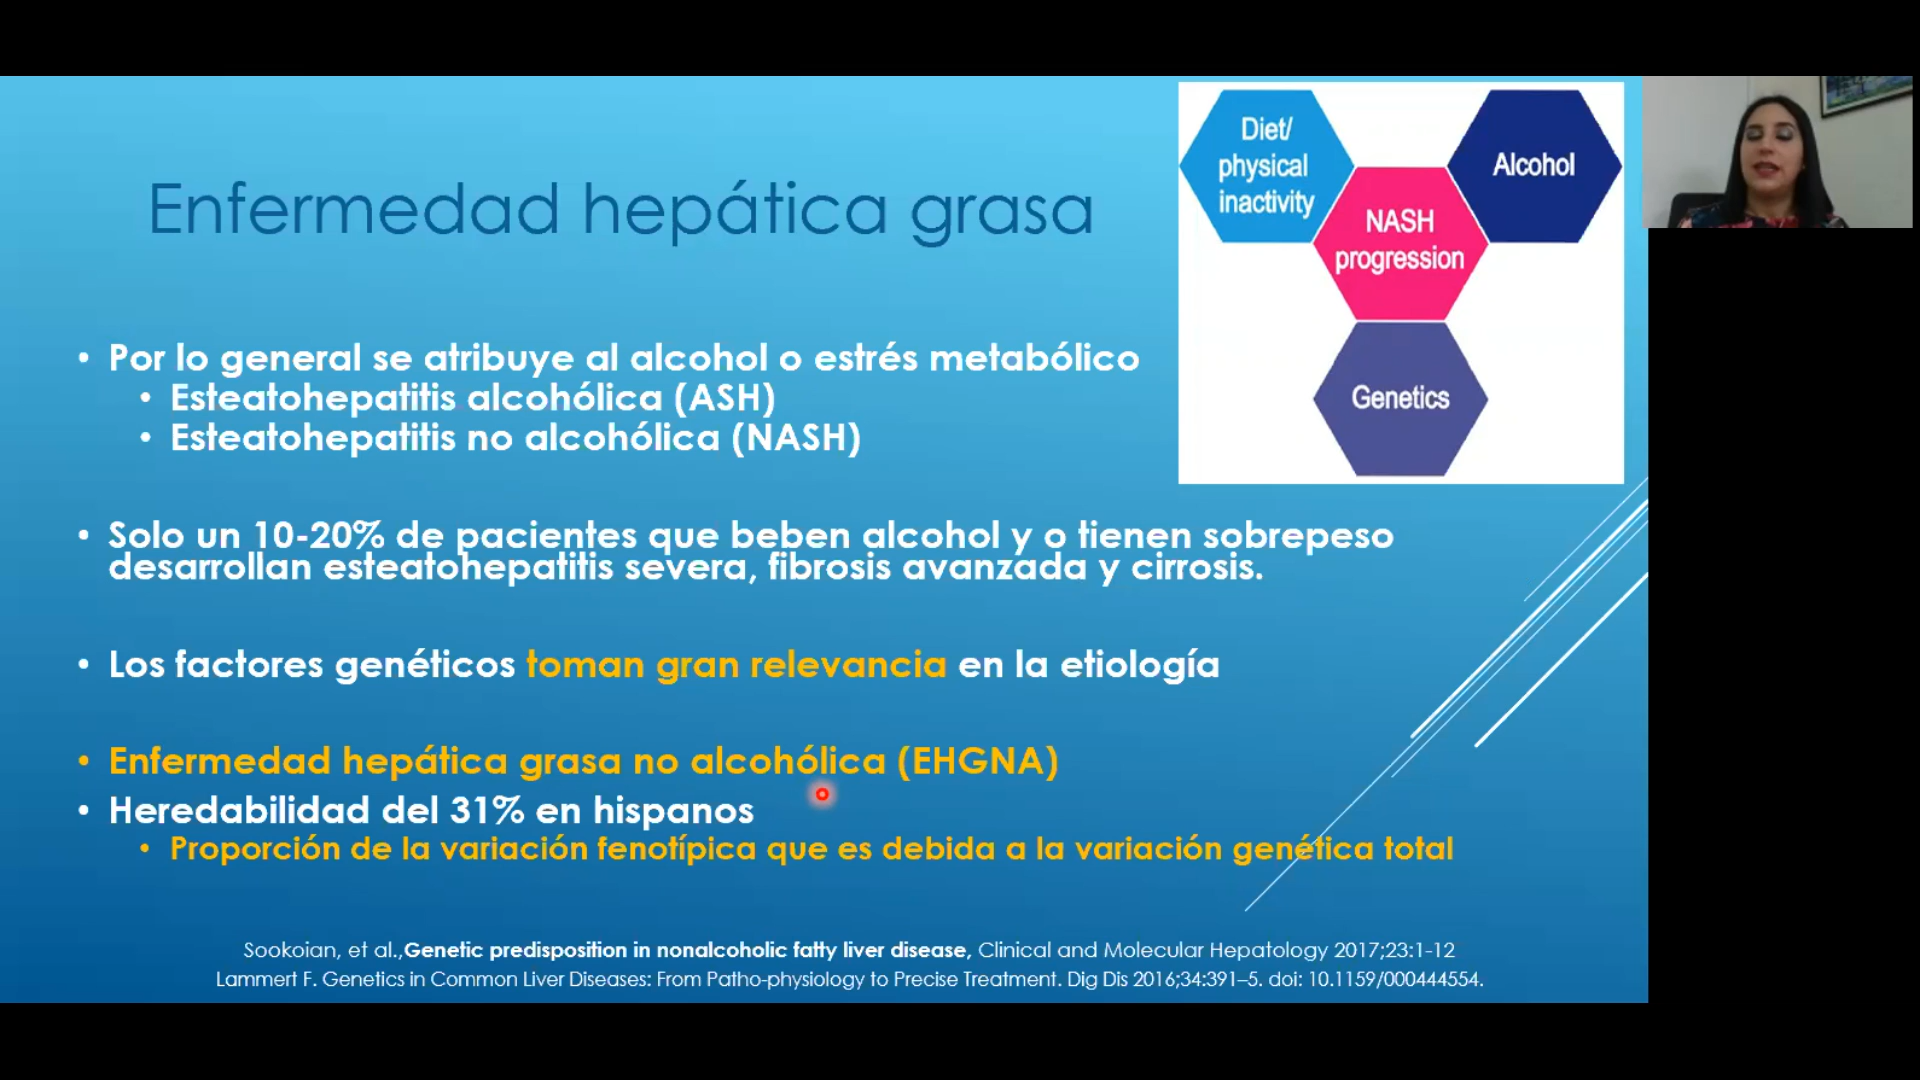 Enfermedad hepática grasa
Diet/
physical
inactivity
Alcohol
NASH
progression
Genetics
• Por lo general se atribuye al alcohol o estrés metabólico
• Esteatohepatitis alcohólica (ASH)
• Esteatohepatitis no alcohólica (NASH)
• Solo un 10-20% de pacientes que beben alcohol y o tienen sobrepeso
desarrollan esteatohepatitis severa, fibrosis avanzada y cirrosis.
• Los factores genéticos toman gran relevancia en la etiología
• Enfermedad hepática grasa no alcohólica (EHGNA)
• Heredabilidad del 31% en hispanos
• Proporción de la variación fenotípica que es debida a la variación genética total
Sookoian, et al.,Genetic predisposition in nonalcoholic fatty liver disease, Clinical and Molecular Hepatology 2017;23:1-12
Lammert F. Genetics in Common Liver Diseases: From Patho-physiology to Precise Treatment. Dig Dis 2016;34:391–5. doi: 10.1159/000444554.